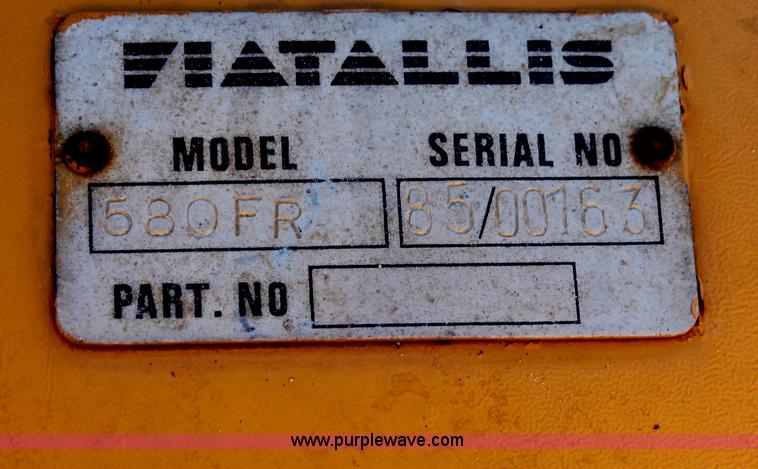 FIATALLIS
MODEL SERIAL NO
580FR 85/00163
PART. NO
www.purplewave.com